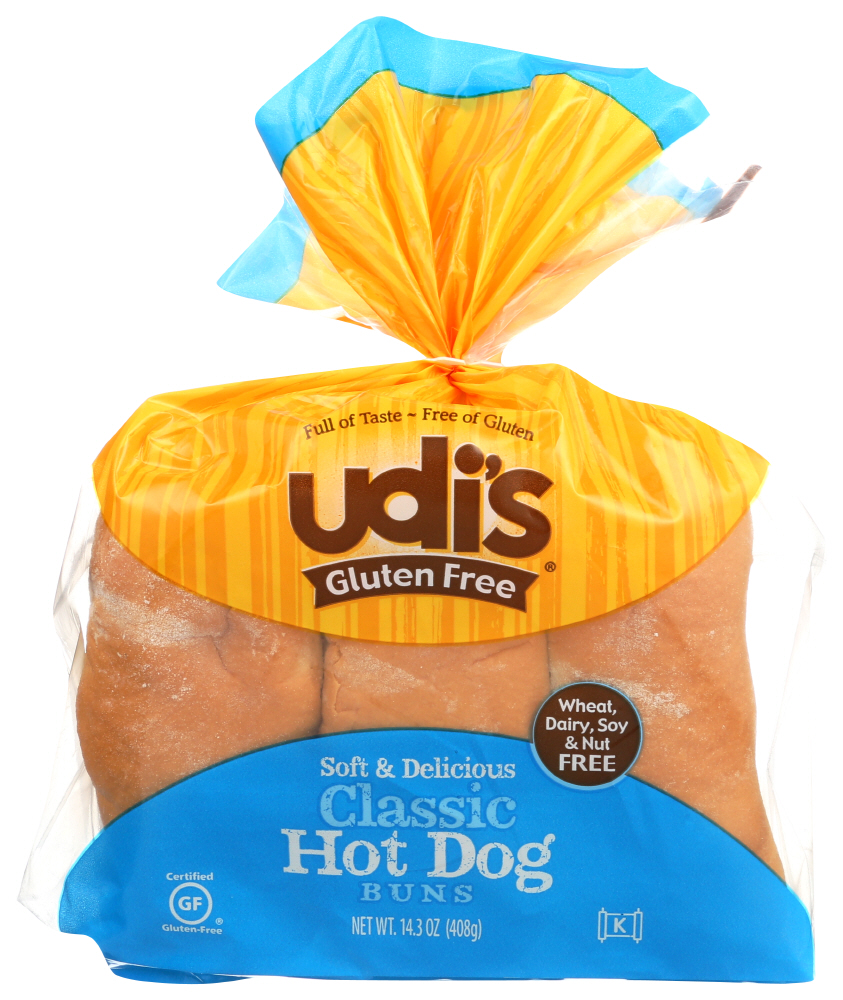 Full of Taste ~ Free of Gluten
udi's
Gluten Free®
Wheat,
Dairy, Soy
& Nut
FREE
Soft & Delicious
Classic
Hot Dog
BUNS
NET WT. 14.3 OZ (408g)
Certified
GF
Gluten-Free®
K